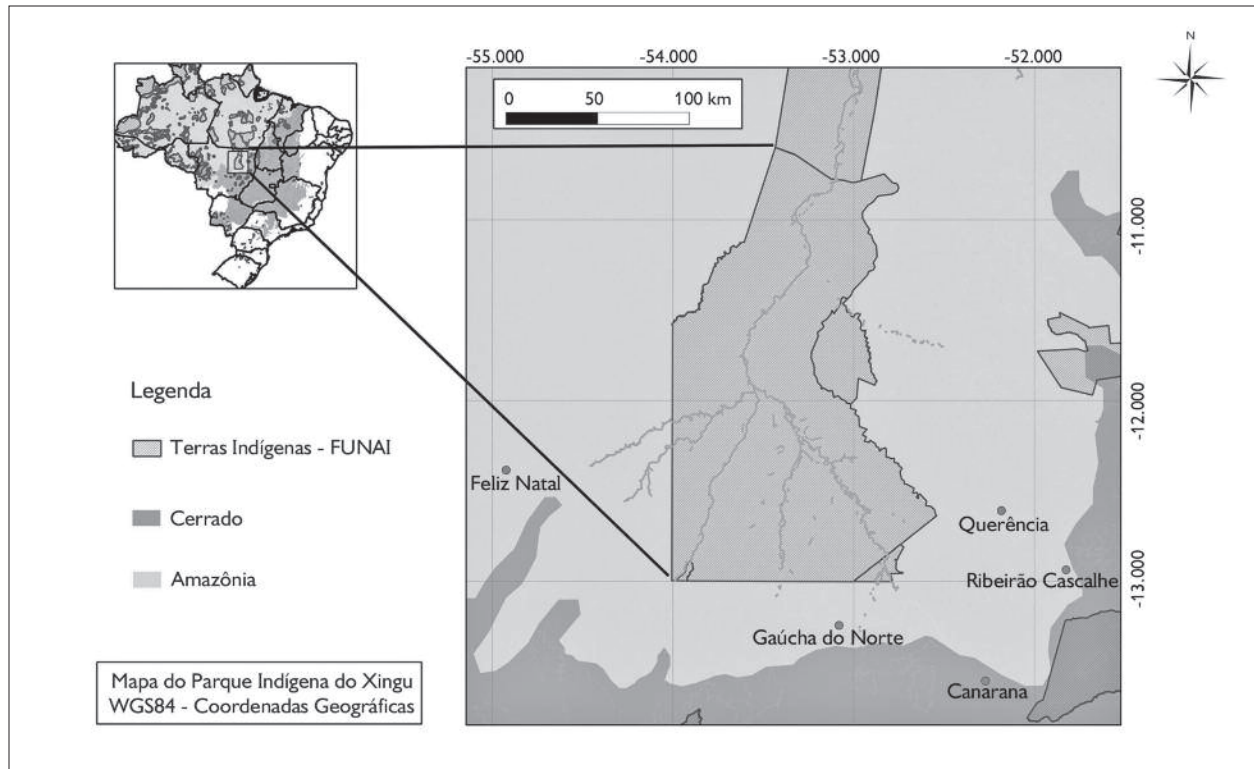 N
-55.000
-54.000
-53.000
-52.000
0 50 100 km
-11.000
-12.000
-13.000
Legenda
Terras Indígenas - FUNAI
Cerrado
Amazônia
Feliz Natal
Querência
Ribeirão Cascalhe
Gaúcha do Norte
Canarana
Mapa do Parque Indígena do Xingu
WGS84 - Coordenadas Geográficas